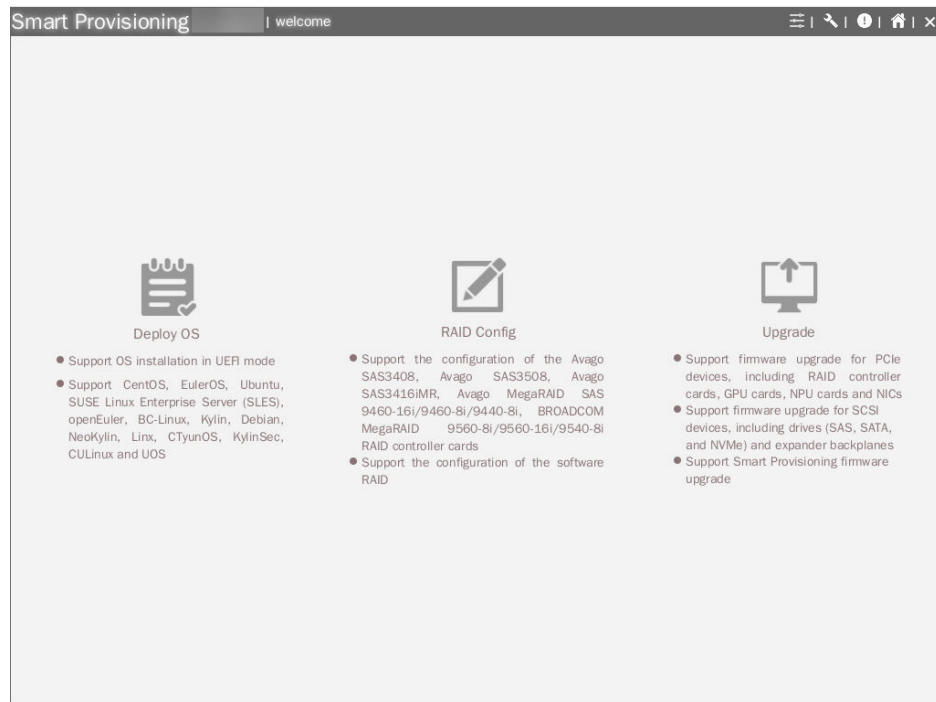 Smart Provisioning | welcome
Deploy OS
● Support OS installation in UEFI mode
● Support CentOS, EulerOS, Ubuntu,
SUSE Linux Enterprise Server (SLES),
openEuler, BC-Linux, Kylin, Debian,
NeoKylin, Linx, CTyunOS, KylinSec,
CULinux and UOS
RAID Config
● Support the configuration of the Avago
SAS3408, Avago SAS3508, Avago
SAS3416iMR, Avago MegaRAID SAS
9460-16i/9460-8i/9440-8i, BROADCOM
MegaRAID 9560-8i/9560-16i/9540-8i
RAID controller cards
● Support the configuration of the software
RAID
Upgrade
● Support firmware upgrade for PCIe
devices, including RAID controller
cards, GPU cards, NPU cards and NICs
● Support firmware upgrade for SCSI
devices, including drives (SAS, SATA,
and NVMe) and expander backplanes
● Support Smart Provisioning firmware
upgrade